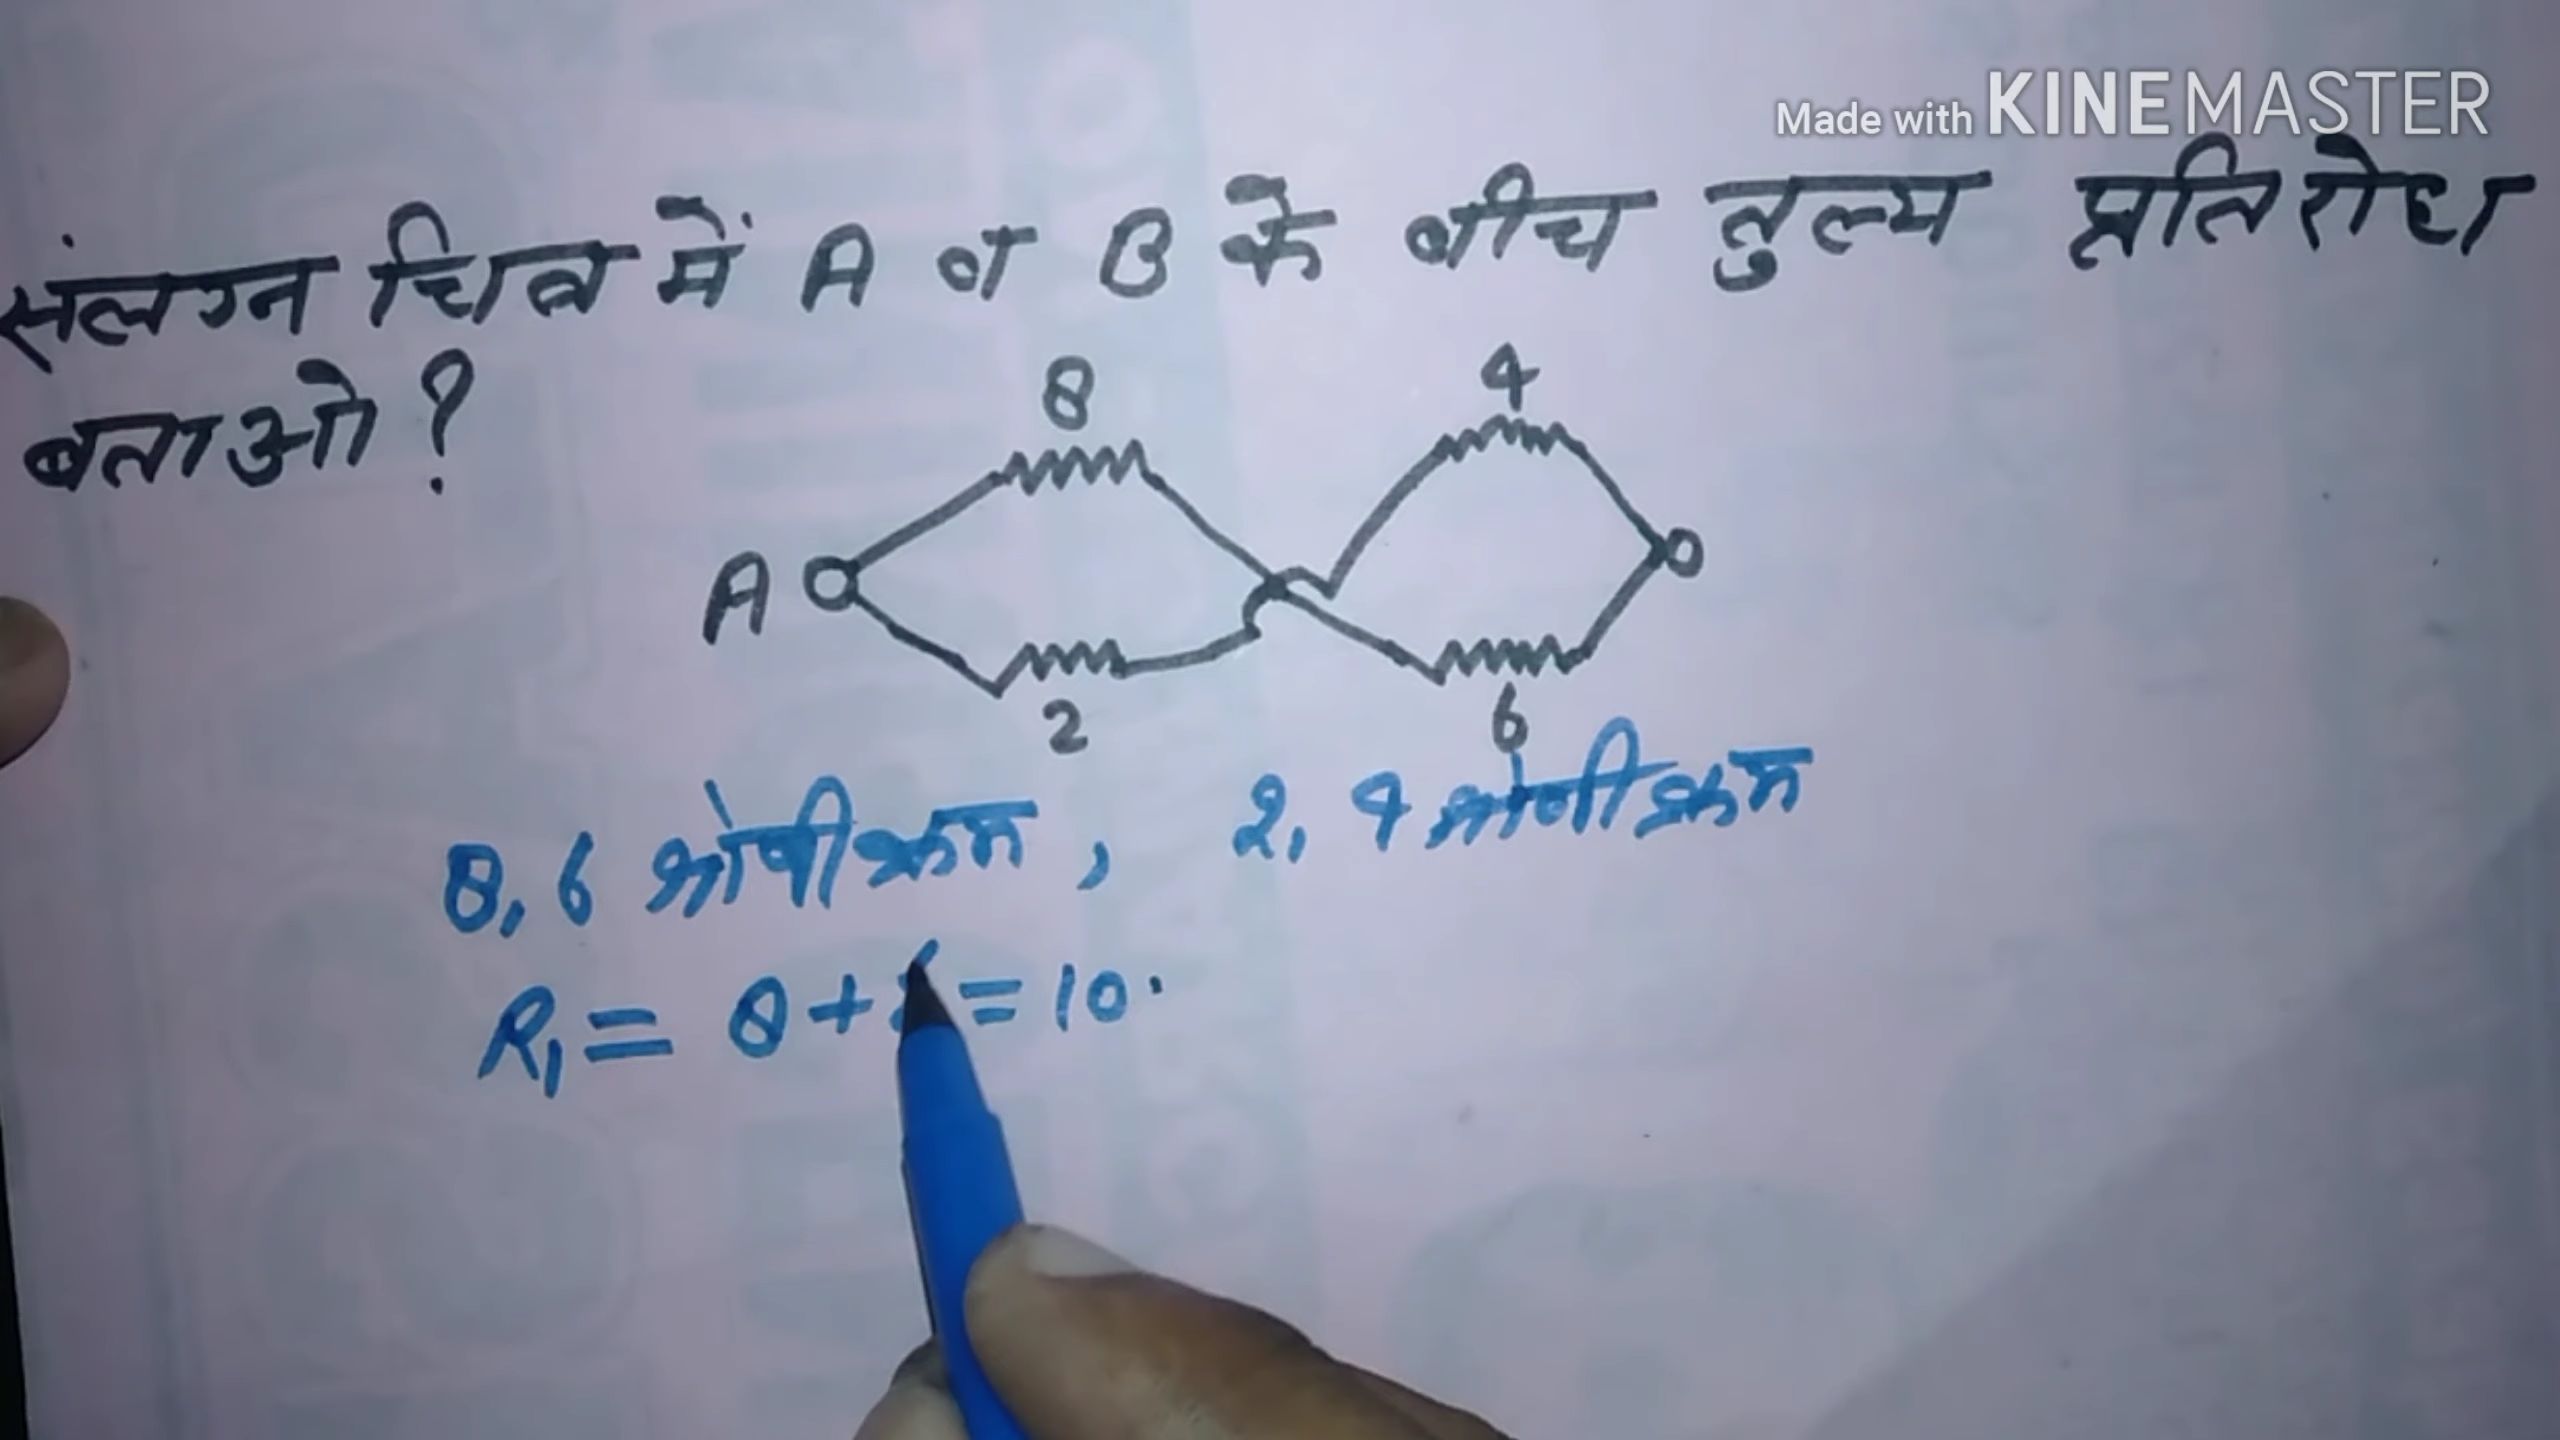 Made with KINEMASTER
संलग्न चित्र में A व B के बीच तुल्य प्रतिरोध
बताओ?
8 4
A
2 6
8, 6 श्रेणीक्रम, 2, 4 श्रेणीक्रम
R₁ = 8 + = 10